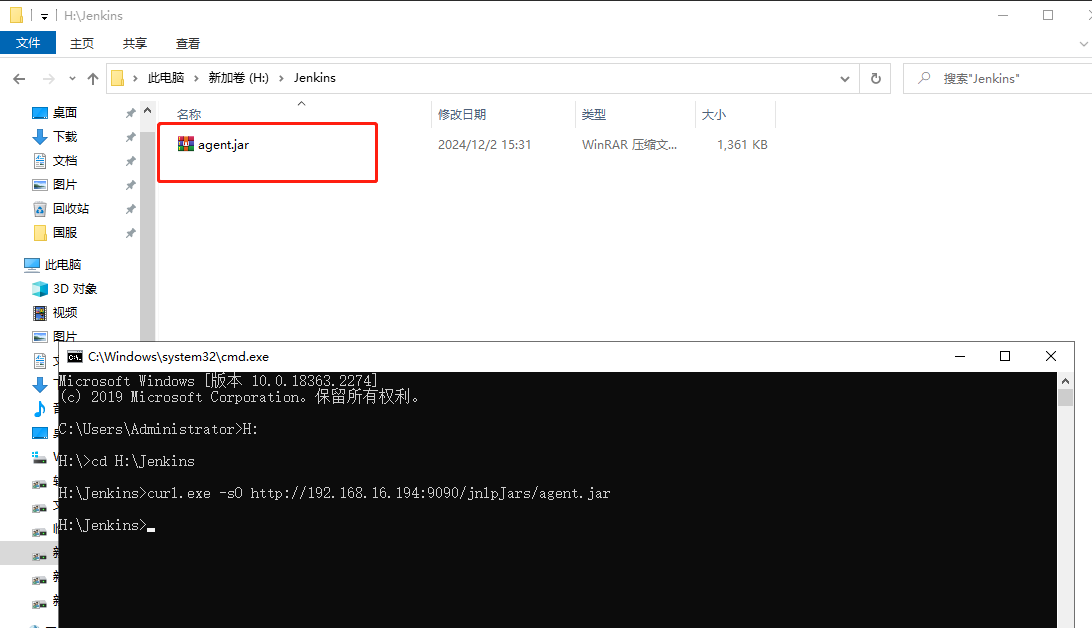 H:\Jenkins
文件 主页 共享 查看
此电脑 新加卷 (H:) Jenkins
搜索"Jenkins"
名称 修改日期 类型 大小
agent.jar 2024/12/2 15:31 WinRAR 压缩文... 1,361 KB
桌面
下载
文档
图片
回收站
国服
此电脑
3D 对象
视频
图片
C:\Windows\system32\cmd.exe
Microsoft Windows [版本 10.0.18363.2274]
(c) 2019 Microsoft Corporation。保留所有权利。
C:\Users\Administrator>H:
H:\>cd H:\Jenkins
H:\Jenkins>curl.exe -sO http://192.168.16.194:9090/jnlpJars/agent.jar
H:\Jenkins>